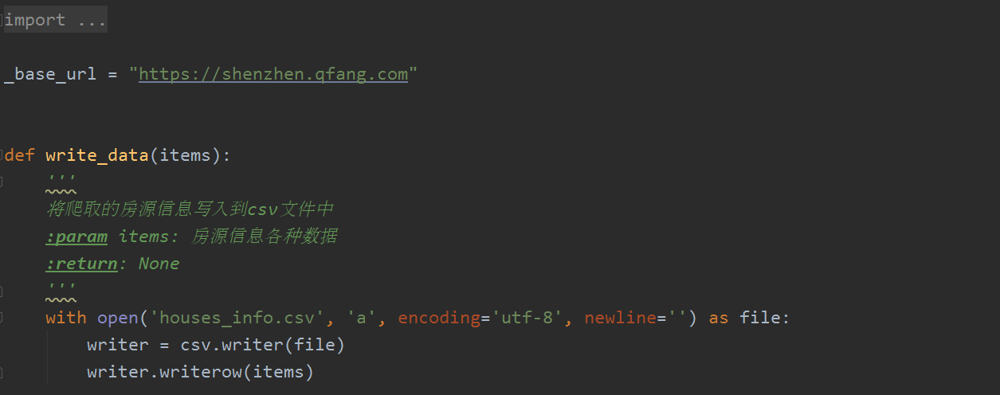 import ...
_base_url = "https://shenzhen.qfang.com"
def write_data(items):
'''
将爬取的房源信息写入到csv文件中
:param items: 房源信息各种数据
:return: None
'''
with open('houses_info.csv', 'a', encoding='utf-8', newline='') as file:
writer = csv.writer(file)
writer.writerow(items)